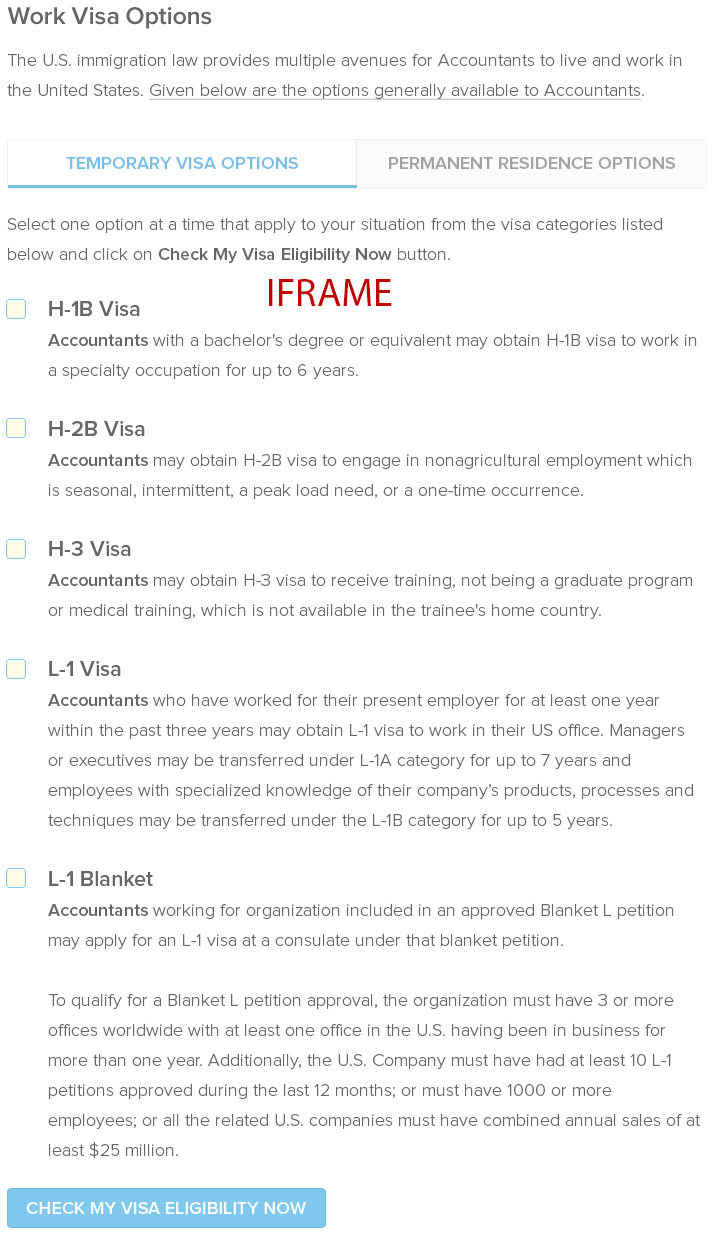 Work Visa Options
The U.S. immigration law provides multiple avenues for Accountants to live and work in
the United States. Given below are the options generally available to Accountants.
TEMPORARY VISA OPTIONS
PERMANENT RESIDENCE OPTIONS
Select one option at a time that apply to your situation from the visa categories listed
below and click on Check My Visa Eligibility Now button.
IFRAME
H-1B Visa
Accountants with a bachelor's degree or equivalent may obtain H-1B visa to work in
a specialty occupation for up to 6 years.
H-2B Visa
Accountants may obtain H-2B visa to engage in nonagricultural employment which
is seasonal, intermittent, a peak load need, or a one-time occurrence.
H-3 Visa
Accountants may obtain H-3 visa to receive training, not being a graduate program
or medical training, which is not available in the trainee's home country.
L-1 Visa
Accountants who have worked for their present employer for at least one year
within the past three years may obtain L-1 visa to work in their US office. Managers
or executives may be transferred under L-1A category for up to 7 years and
employees with specialized knowledge of their company’s products, processes and
techniques may be transferred under the L-1B category for up to 5 years.
L-1 Blanket
Accountants working for organization included in an approved Blanket L petition
may apply for an L-1 visa at a consulate under that blanket petition.
To qualify for a Blanket L petition approval, the organization must have 3 or more
offices worldwide with at least one office in the U.S. having been in business for
more than one year. Additionally, the U.S. Company must have had at least 10 L-1
petitions approved during the last 12 months; or must have 1000 or more
employees; or all the related U.S. companies must have combined annual sales of at
least $25 million.
CHECK MY VISA ELIGIBILITY NOW